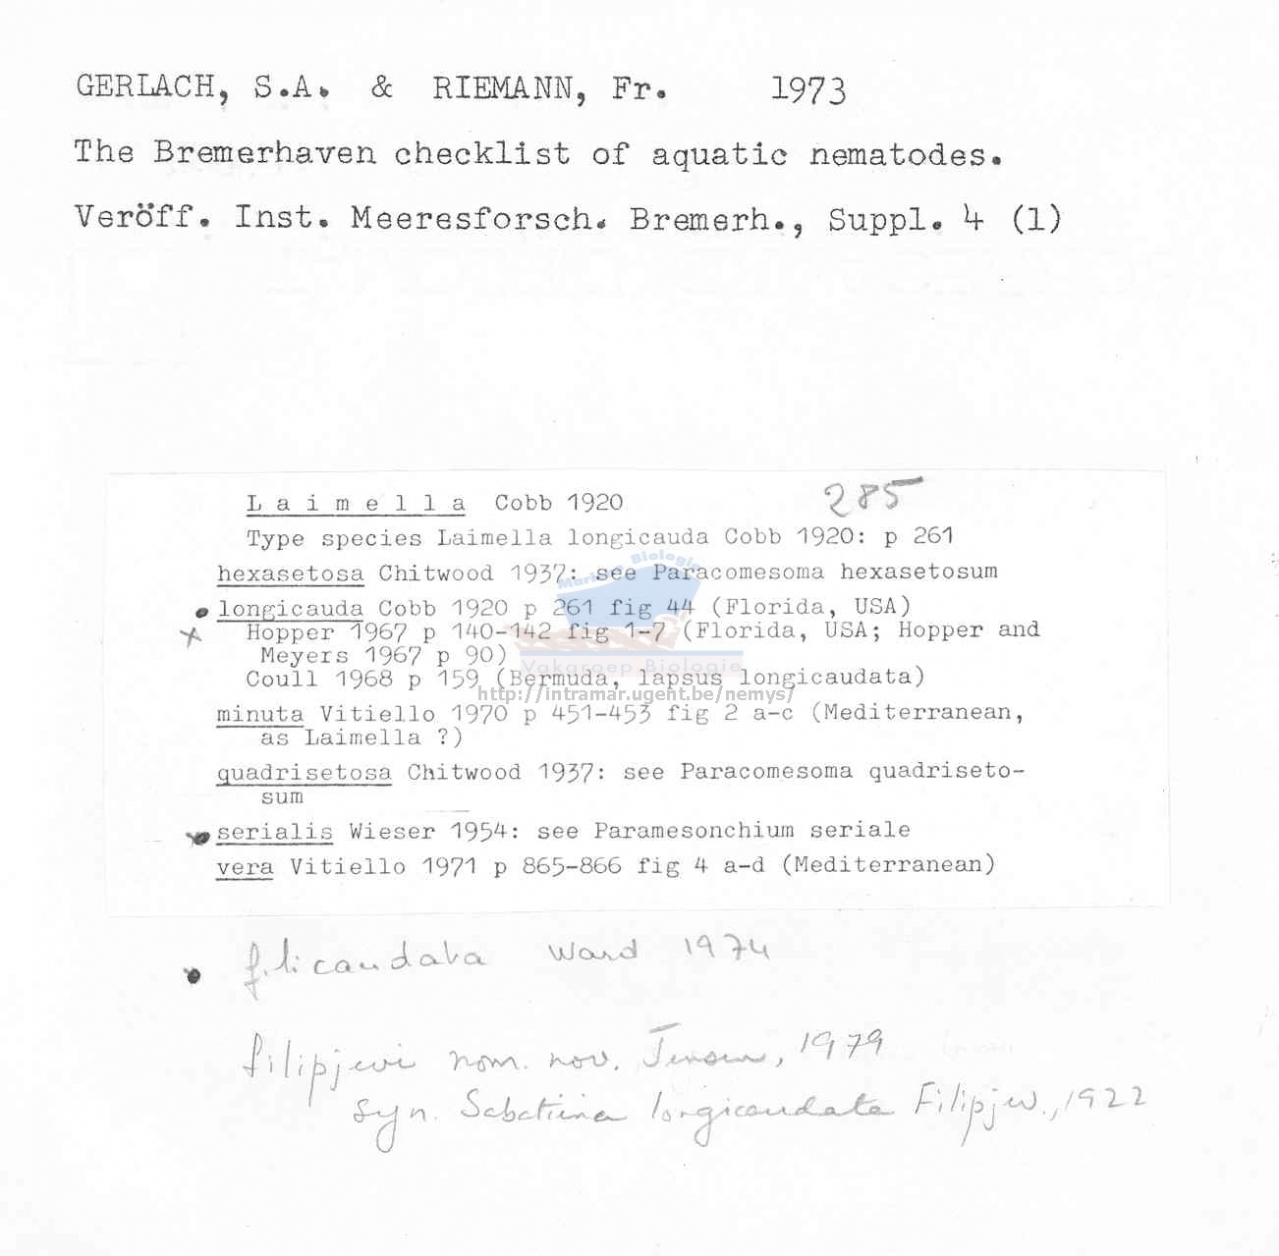 GERLACH, S.A. & RIEMANN, Fr. 1973
The Bremerhaven checklist of aquatic nematodes.
Veröff. Inst. Meeresforsch. Bremerh., Suppl. 4 (1)
Laimella Cobb 1920 285
Type species Laimella longicauda Cobb 1920: p 261
hexasetosa Chitwood 1937: see Paracomesoma hexasetosum
longicauda Cobb 1920 p 261 fig 44 (Florida, USA)
Hopper 1967 p 140-142 fig 1-7 (Florida, USA; Hopper and
Meyers 1967 p 90)
Coull 1968 p 159 (Bermuda, lapsus longicaudata)
minuta Vitiello 1970 p 451-453 fig 2 a-c (Mediterranean,
as Laimella ?)
quadrisetosa Chitwood 1937: see Paracomesoma quadriseto-
sum
serialis Wieser 1954: see Paramesonchium seriale
vera Vitiello 1971 p 865-866 fig 4 a-d (Mediterranean)
Marine Biologie
Vakgroep Biologie
http://intramar.ugent.be/nemys/
filicaudata Ward 1974
filipjevi nom. nov. Jensen, 1979
syn. Sabatiena longicaudata Filipjev., 1922